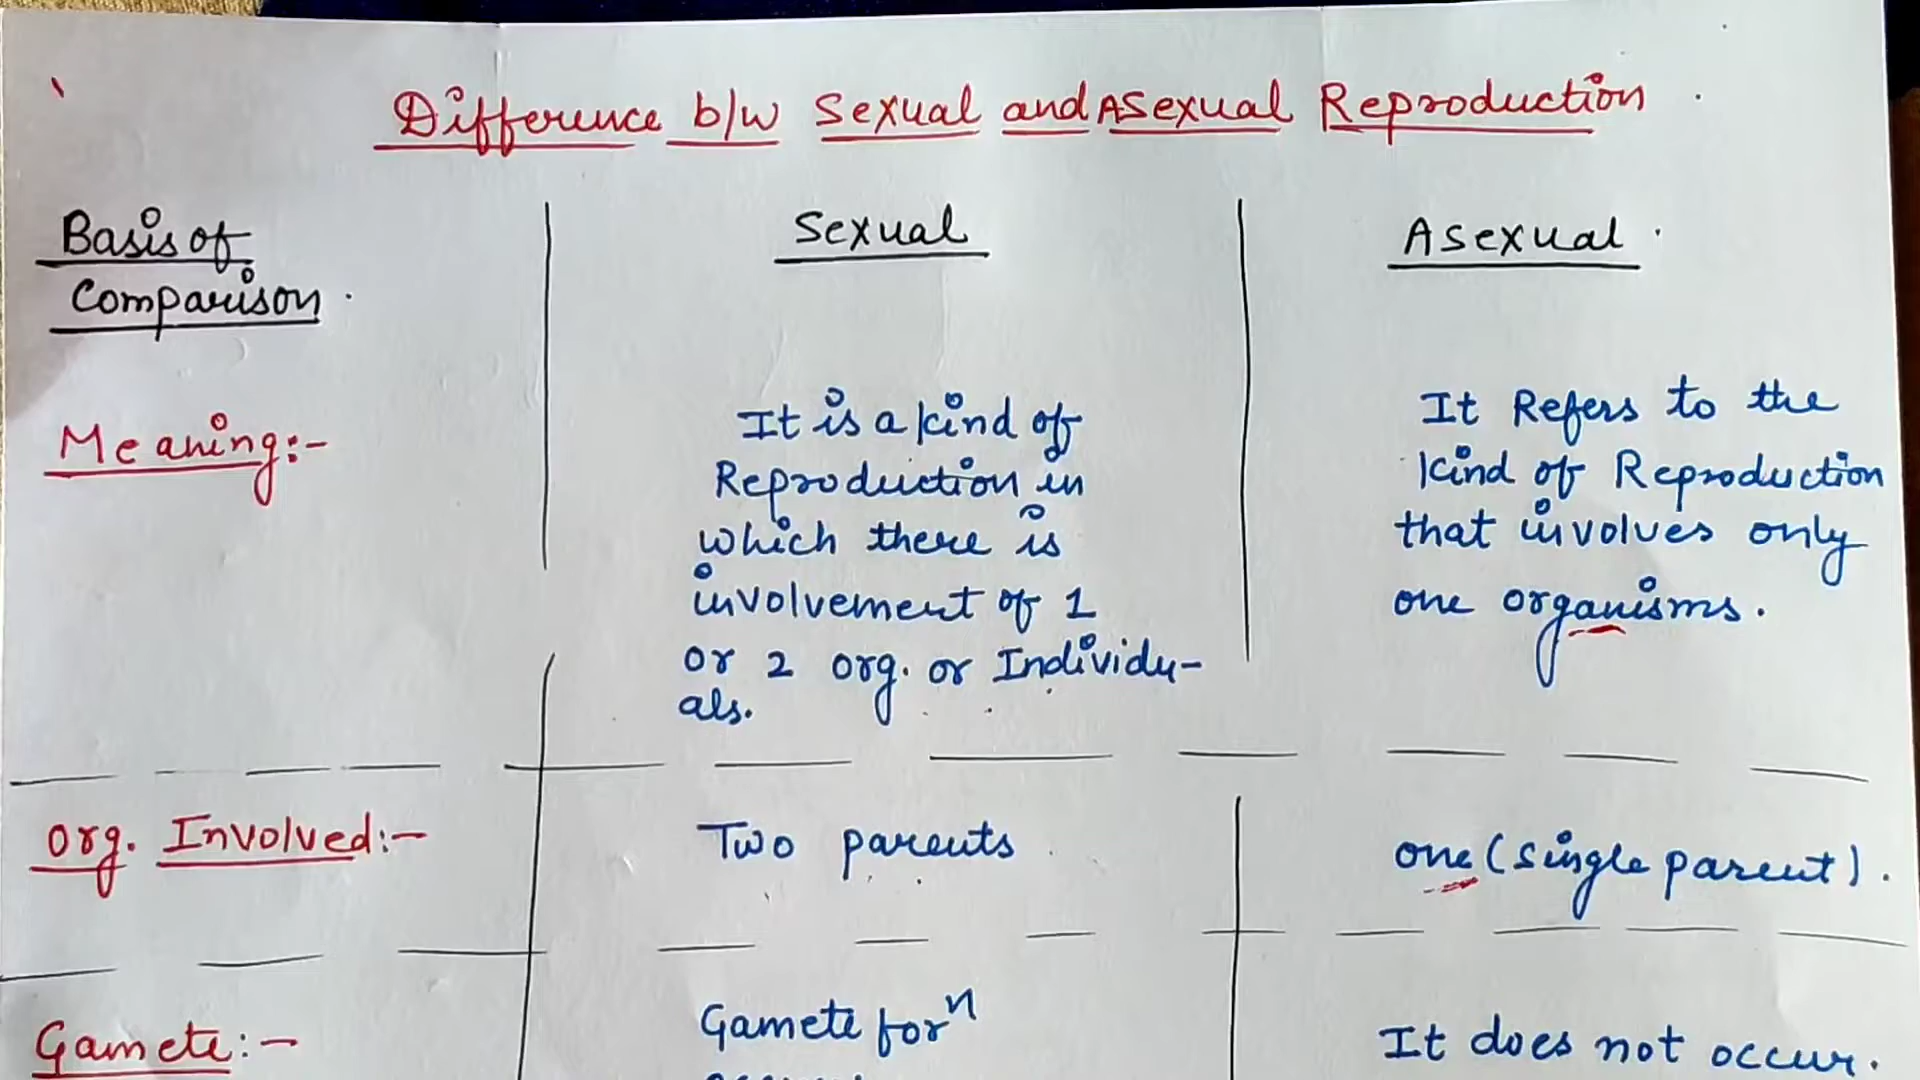 Difference b/w Sexual and Asexual Reproduction
Basis of
Comparison.
Sexual
Asexual.
Meaning:-
It is a kind of
Reproduction in
which there is
involvement of 1
or 2 org. or Individu-
als.
It Refers to the
kind of Reproduction
that involves only
one organisms.
Org. Involved:-
Two parents
one (single parent).
Gamete:-
Gamete forⁿ
It does not occur.